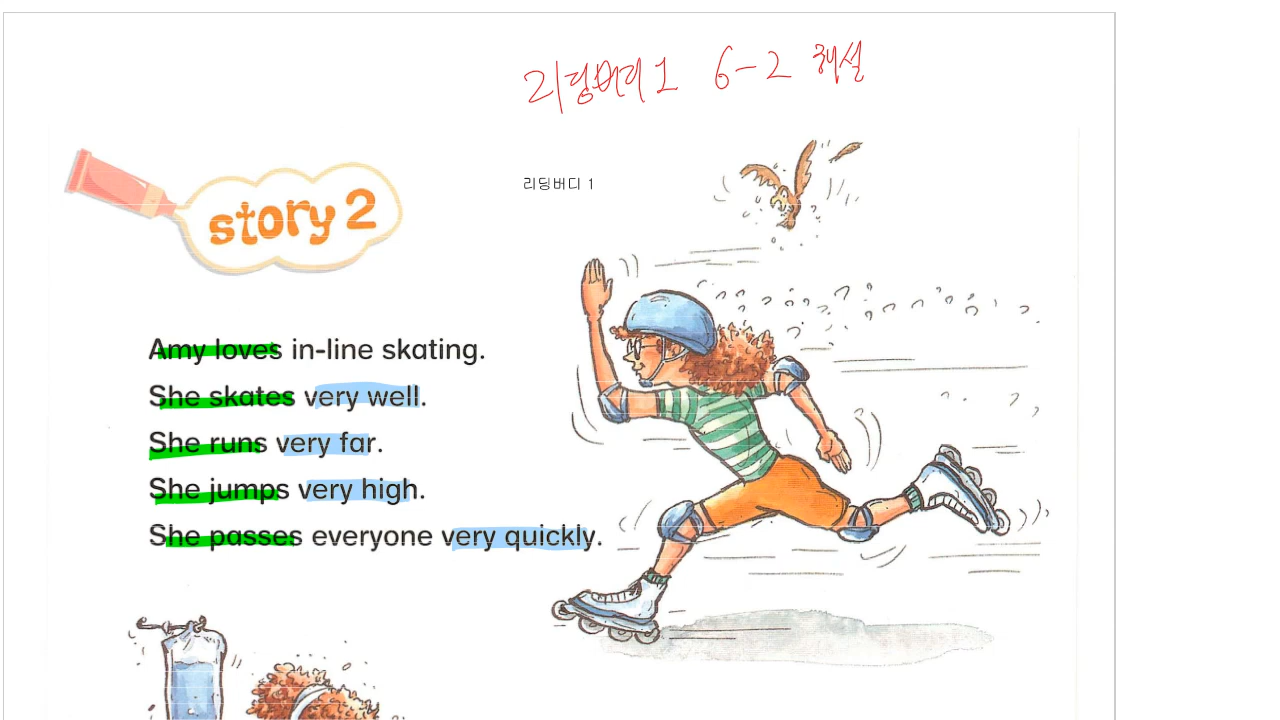 리딩버디 1 6-2 해설
리딩버디 1
story 2
Amy loves in-line skating.
She skates very well.
She runs very far.
She jumps very high.
She passes everyone very quickly.